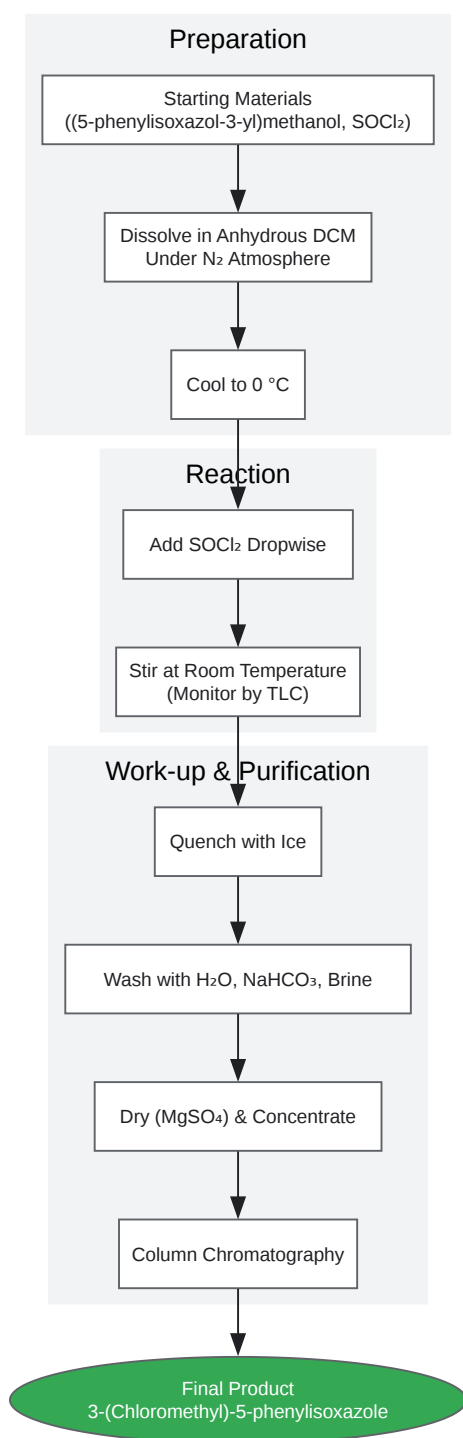 Preparation
Starting Materials
((5-phenylisoxazol-3-yl)methanol, SOCl₂)
Dissolve in Anhydrous DCM
Under N₂ Atmosphere
Cool to 0 °C
Reaction
Add SOCl₂ Dropwise
Stir at Room Temperature
(Monitor by TLC)
Work-up & Purification
Quench with Ice
Wash with H₂O, NaHCO₃, Brine
Dry (MgSO₄) & Concentrate
Column Chromatography
Final Product
3-(Chloromethyl)-5-phenylisoxazole